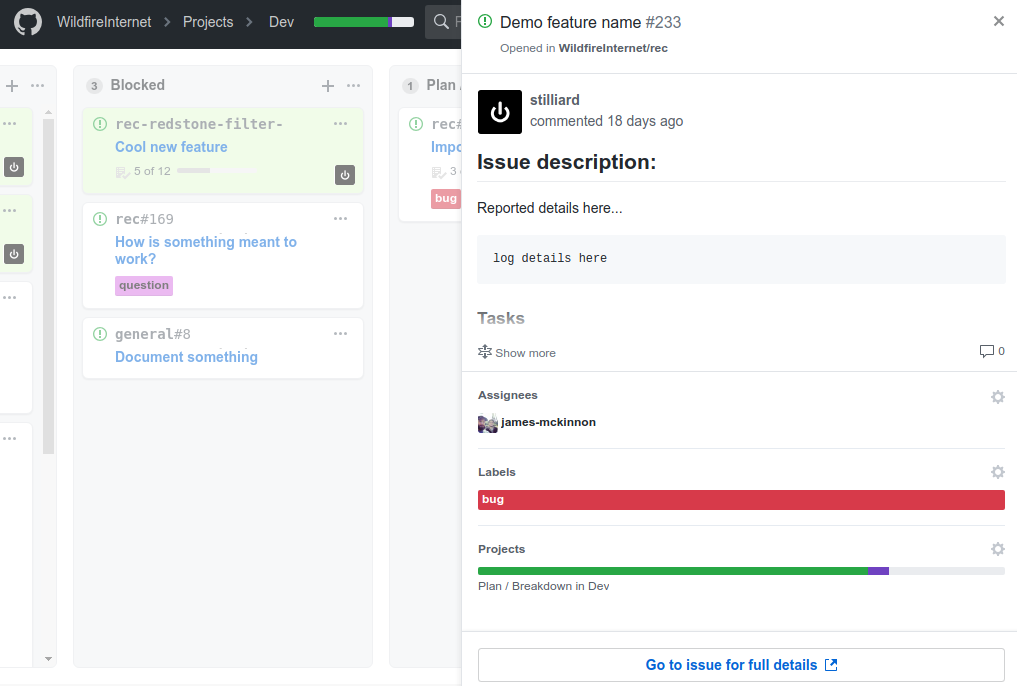 WildfireInternet
Projects
Dev
3 Blocked
rec-redstone-filter-
Cool new feature
5 of 12
rec#169
How is something meant to
work?
question
general#8
Document something
1 Plan
rec#
Impo
3
bug
Demo feature name #233
Opened in WildfireInternet/rec
stilliard
commented 18 days ago
Issue description:
Reported details here...
log details here
Tasks
Show more
0
Assignees
james-mckinnon
Labels
bug
Projects
Plan / Breakdown in Dev
Go to issue for full details